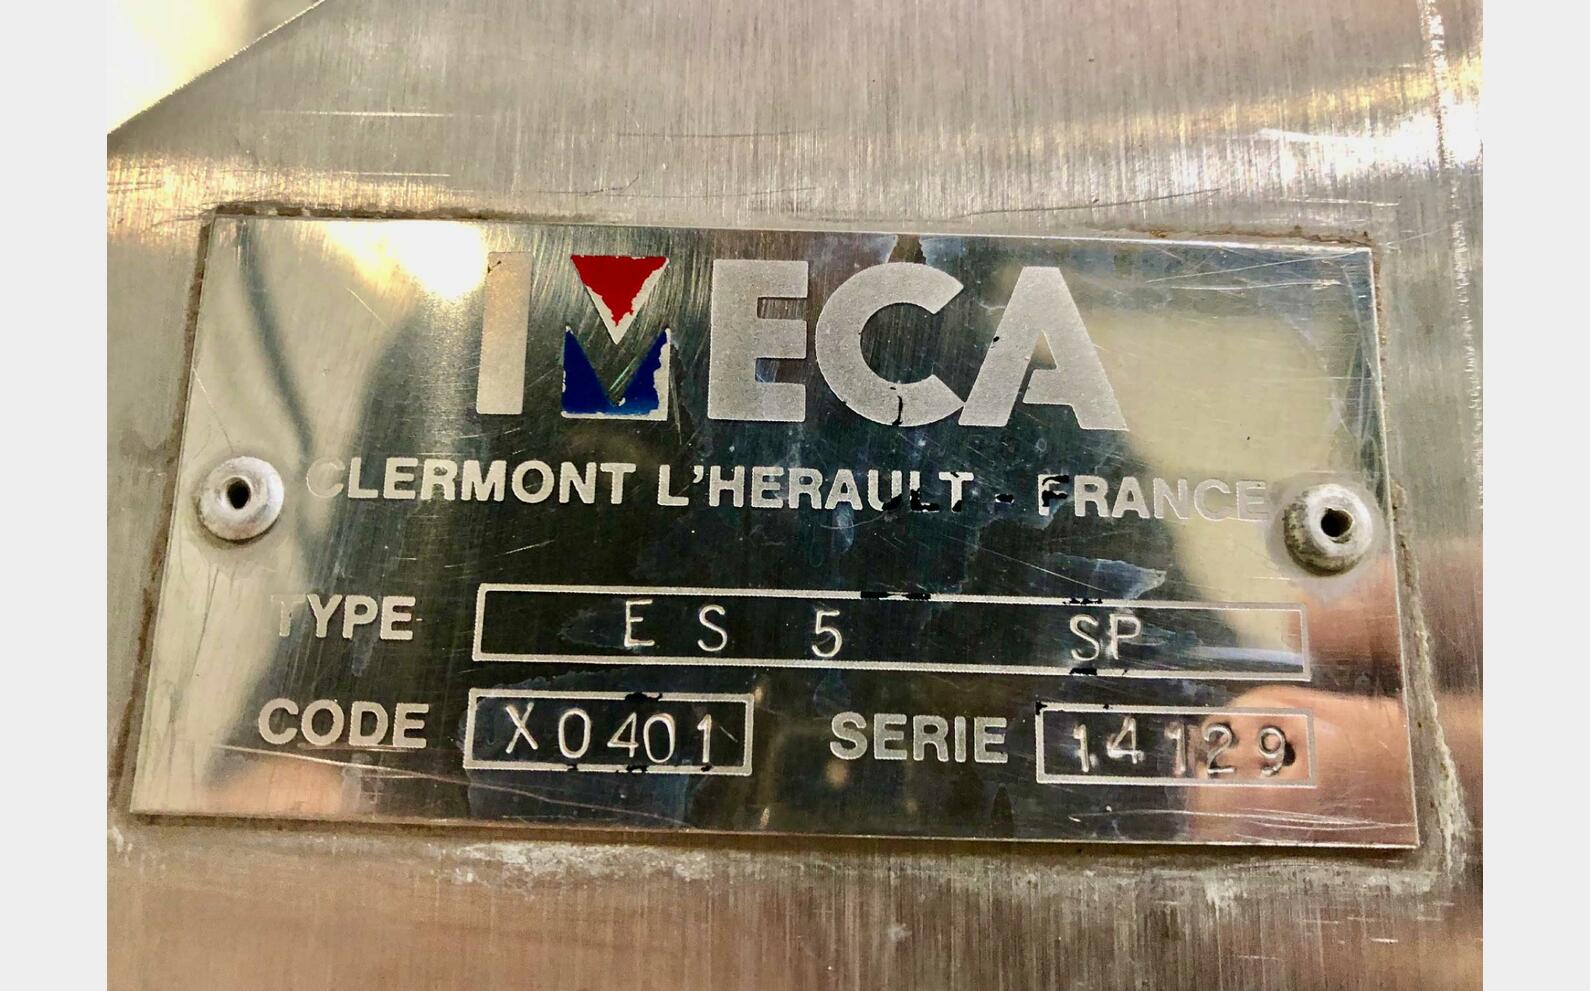 IMECA
CLERMONT L'HERAULT - FRANCE
TYPE ES 5 SP
CODE X0401 SERIE 14129